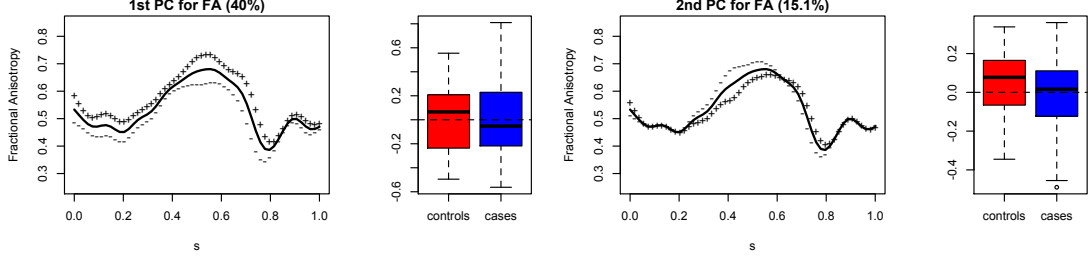 1st PC for FA (40%)
Fractional Anisotropy
0.3 0.4 0.5 0.6 0.7 0.8
0.0 0.2 0.4 0.6 0.8 1.0
s
-0.6 -0.2 0.2 0.6
controls cases
2nd PC for FA (15.1%)
Fractional Anisotropy
0.3 0.4 0.5 0.6 0.7 0.8
0.0 0.2 0.4 0.6 0.8 1.0
s
-0.4 -0.2 0.0 0.2
controls cases